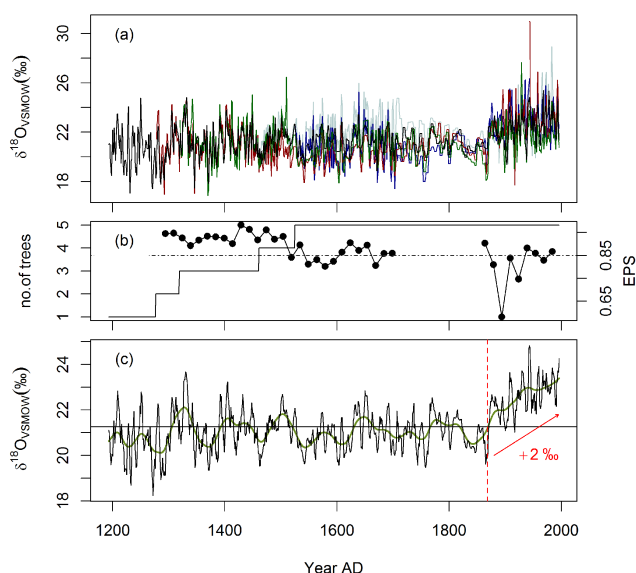 (a)
δ18OVSMOW(‰)
30
26
22
18
(b)
no.of trees
5
4
3
2
1
0.85
0.65
EPS
(c)
δ18OVSMOW(‰)
24
22
21
20
18
+2 ‰
1200
1400
1600
1800
2000
Year AD